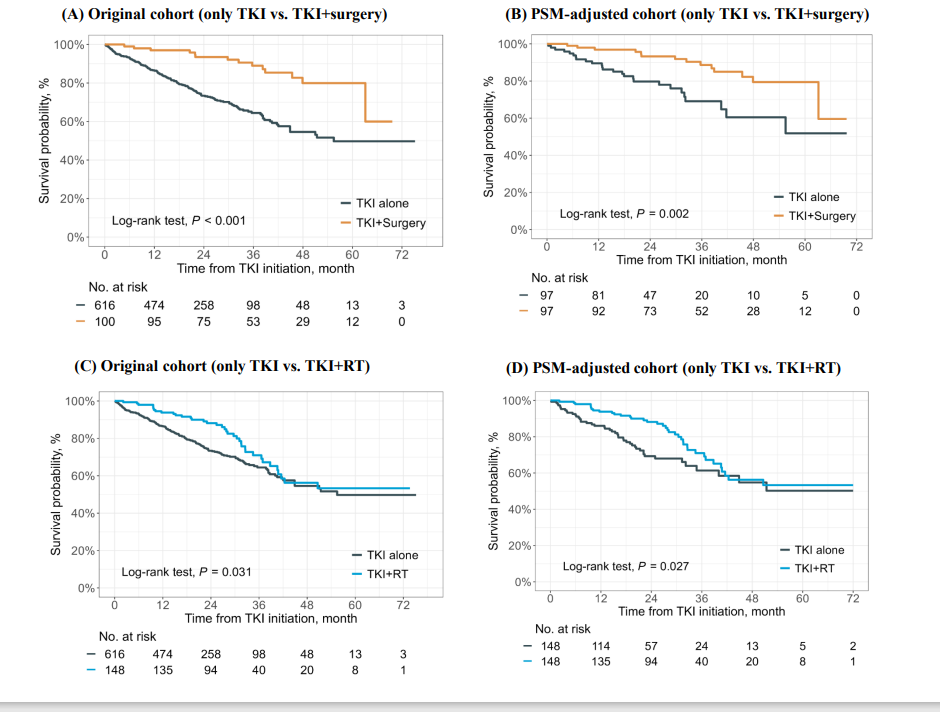 (A) Original cohort (only TKI vs. TKI+surgery)
100%
80%
60%
40%
20%
0%
Survival probability, %
TKI alone
TKI+Surgery
Log-rank test, P < 0.001
0 12 24 36 48 60 72
Time from TKI initiation, month
No. at risk
616 474 258 98 48 13 3
100 95 75 53 29 12 0
(B) PSM-adjusted cohort (only TKI vs. TKI+surgery)
100%
80%
60%
40%
20%
0%
Survival probability, %
TKI alone
TKI+Surgery
Log-rank test, P = 0.002
0 12 24 36 48 60 72
Time from TKI initiation, month
No. at risk
97 81 47 20 10 5 0
97 92 73 52 28 12 0
(C) Original cohort (only TKI vs. TKI+RT)
100%
80%
60%
40%
20%
0%
Survival probability, %
TKI alone
TKI+RT
Log-rank test, P = 0.031
0 12 24 36 48 60 72
Time from TKI initiation, month
No. at risk
616 474 258 98 48 13 3
148 135 94 40 20 8 1
(D) PSM-adjusted cohort (only TKI vs. TKI+RT)
100%
80%
60%
40%
20%
0%
Survival probability, %
TKI alone
TKI+RT
Log-rank test, P = 0.027
0 12 24 36 48 60 72
Time from TKI initiation, month
No. at risk
148 114 57 24 13 5 2
148 135 94 40 20 8 1